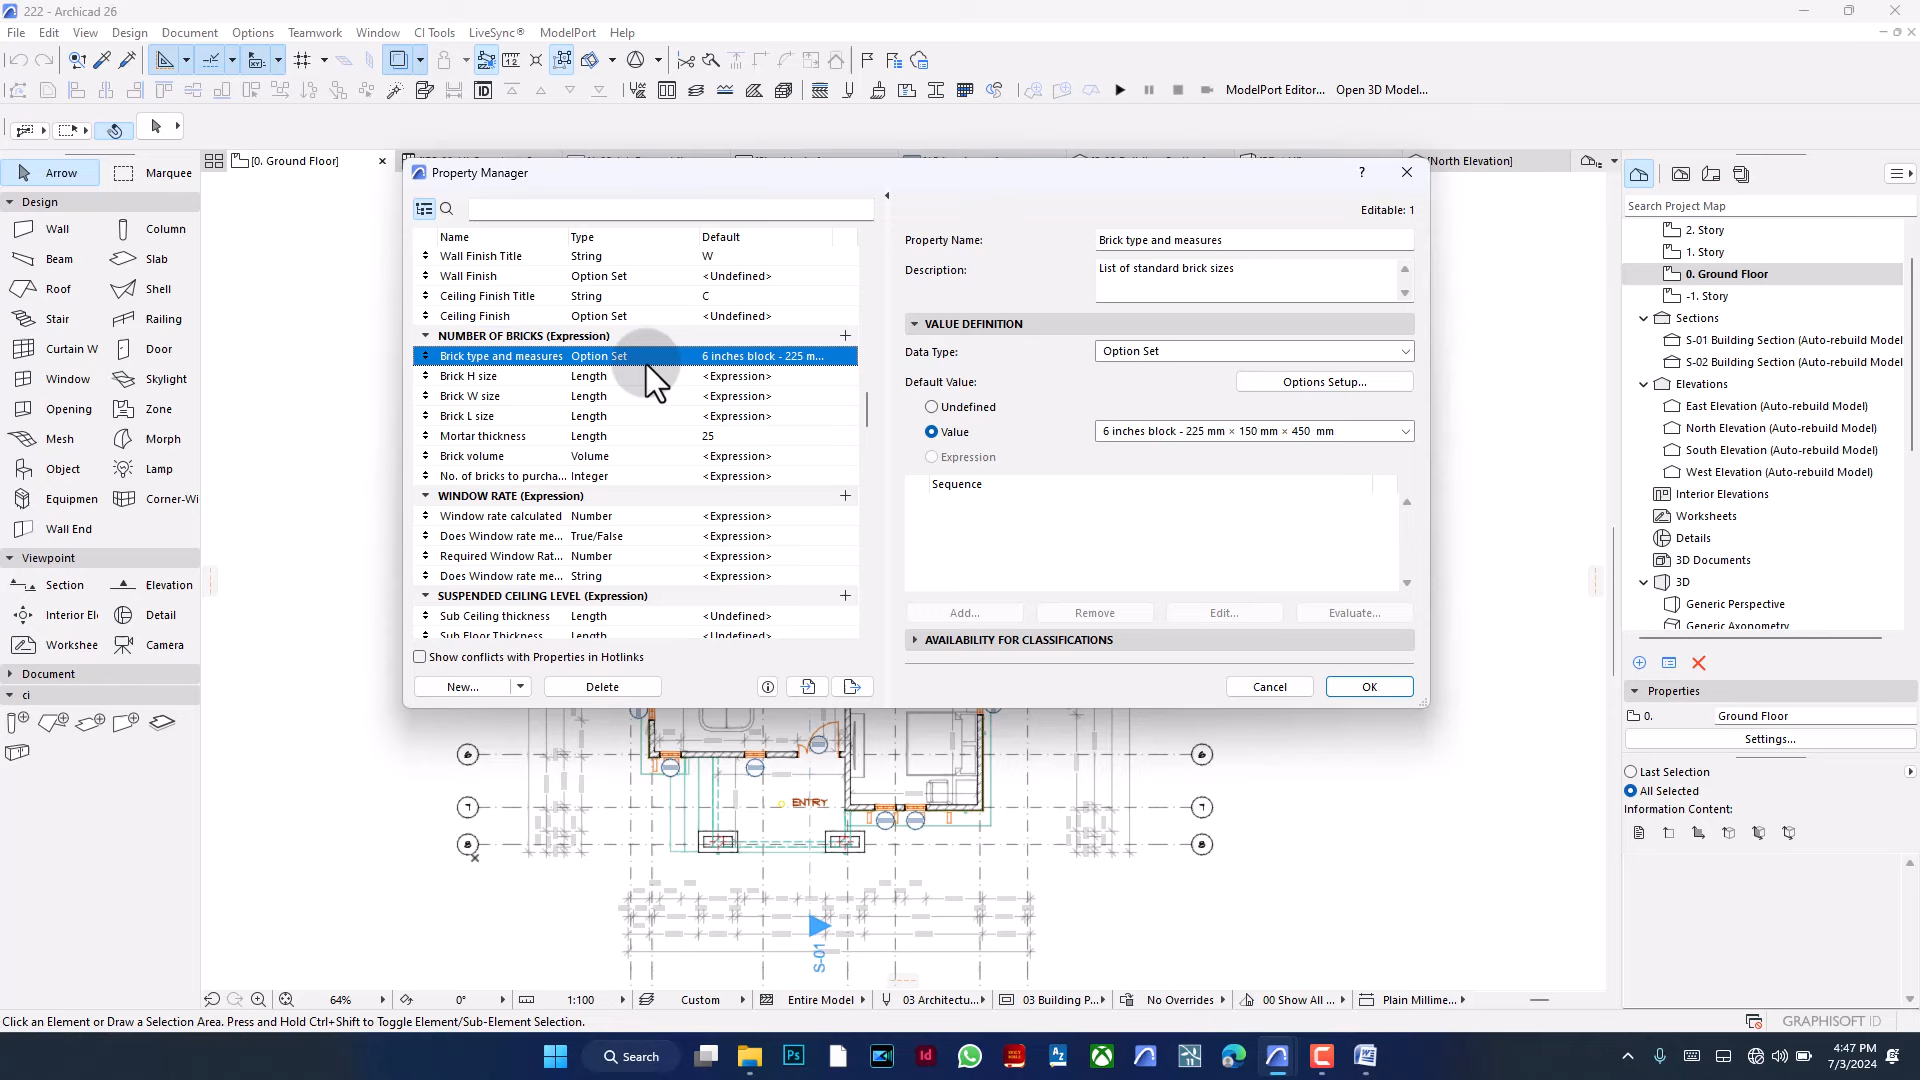 222 - Archicad 26
File Edit View Design Document Options Teamwork Window CI Tools LiveSync® ModelPort Help
ModelPort Editor... Open 3D Model...
[0. Ground Floor]
[North Elevation]
Arrow Marquee
Design
Wall Column
Beam Slab
Roof Shell
Stair Railing
Curtain W Door
Window Skylight
Opening Zone
Mesh Morph
Object Lamp
Equipmen Corner-Wi
Wall End
Viewpoint
Section Elevation
Interior El Detail
Workshee Camera
Document
ci
Property Manager
Name Type Default
Wall Finish Title String W
Wall Finish Option Set <Undefined>
Ceiling Finish Title String C
Ceiling Finish Option Set <Undefined>
NUMBER OF BRICKS (Expression)
Brick type and measures Option Set 6 inches block - 225 m...
Brick H size Length <Expression>
Brick W size Length <Expression>
Brick L size Length <Expression>
Mortar thickness Length 25
Brick volume Volume <Expression>
No. of bricks to purcha... Integer <Expression>
WINDOW RATE (Expression)
Window rate calculated Number <Expression>
Does Window rate me... True/False <Expression>
Required Window Rat... Number <Expression>
Does Window rate me... String <Expression>
SUSPENDED CEILING LEVEL (Expression)
Sub Ceiling thickness Length <Undefined>
Sub Floor Thickness Length <Undefined>
Show conflicts with Properties in Hotlinks
New... Delete
Editable: 1
Property Name: Brick type and measures
Description: List of standard brick sizes
VALUE DEFINITION
Data Type: Option Set
Default Value: Options Setup...
Undefined
Value 6 inches block - 225 mm × 150 mm × 450 mm
Expression
Sequence
Add... Remove Edit... Evaluate...
AVAILABILITY FOR CLASSIFICATIONS
Cancel OK
6 6
ENTRY
7 7
8 8
S-01
Search Project Map
2. Story
1. Story
0. Ground Floor
-1. Story
Sections
S-01 Building Section (Auto-rebuild Model
S-02 Building Section (Auto-rebuild Model
Elevations
East Elevation (Auto-rebuild Model)
North Elevation (Auto-rebuild Model)
South Elevation (Auto-rebuild Model)
West Elevation (Auto-rebuild Model)
Interior Elevations
Worksheets
Details
3D Documents
3D
Generic Perspective
Generic Axonometry
Properties
0. Ground Floor
Settings...
Last Selection
All Selected
Information Content:
64% 0° 1:100 Custom Entire Model 03 Architectu... 03 Building P... No Overrides 00 Show All ... Plain Millime...
Click an Element or Draw a Selection Area. Press and Hold Ctrl+Shift to Toggle Element/Sub-Element Selection.
GRAPHISOFT ID
Search
4:47 PM
7/3/2024